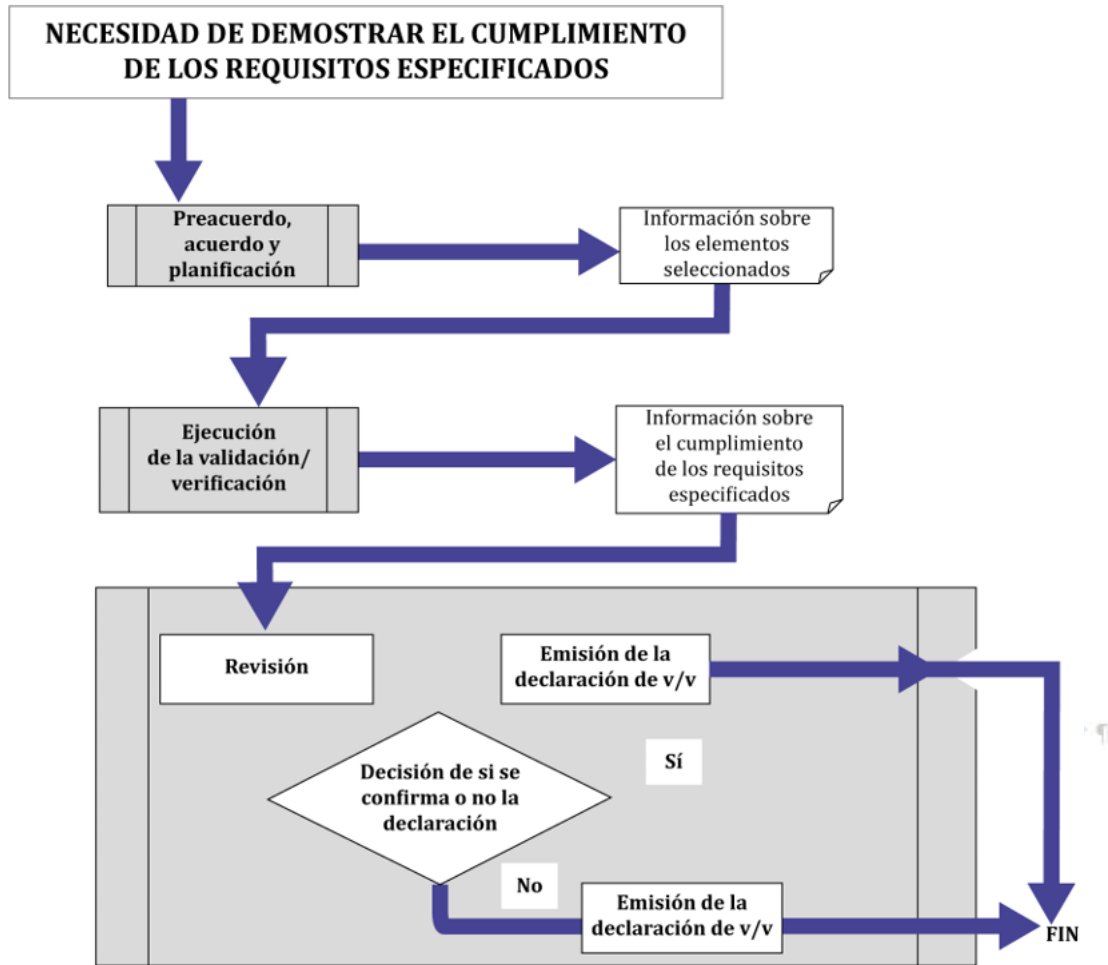 NECESIDAD DE DEMOSTRAR EL CUMPLIMIENTO
DE LOS REQUISITOS ESPECIFICADOS
Preacuerdo,
acuerdo y
planificación
Información sobre
los elementos
seleccionados
Ejecución
de la validación/
verificación
Información sobre
el cumplimiento
de los requisitos
especificados
Revisión
Emisión de la
declaración de v/v
Sí
Decisión de si se
confirma o no la
declaración
No
Emisión de la
declaración de v/v
FIN